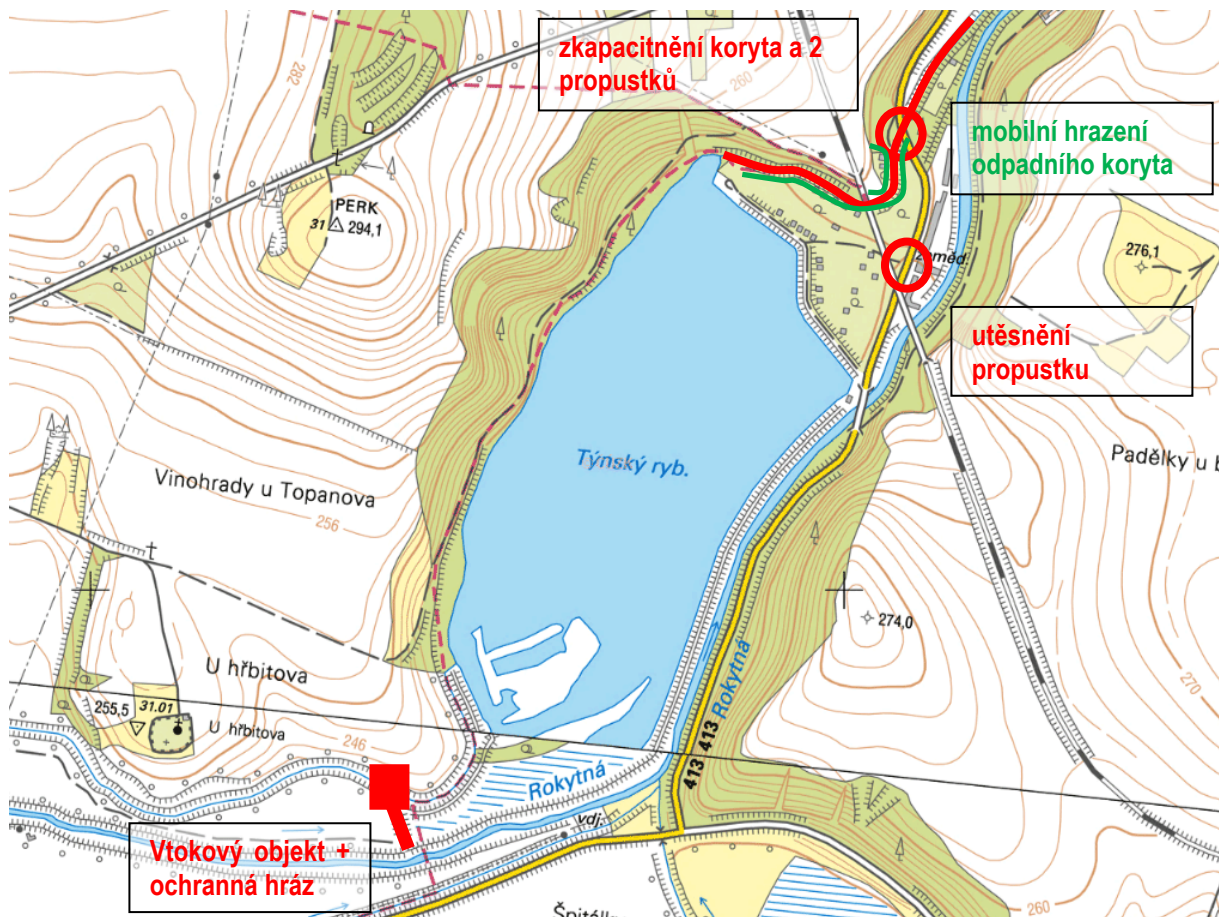 zkapacitnění koryta a 2
propustků
282
260
mobilní hrazení
odpadního koryta
PERK
31 294,1
276,1
zeměd.
utěsnění
propustku
Týnský ryb.
Padělky u b
Vinohrady u Topanova
256
274,0
Rokytná
U hřbitova
270
255,5 31.01
U hřbitova
246
413 413
Rokytná
vdj.
Vtokový objekt +
ochranná hráz
260